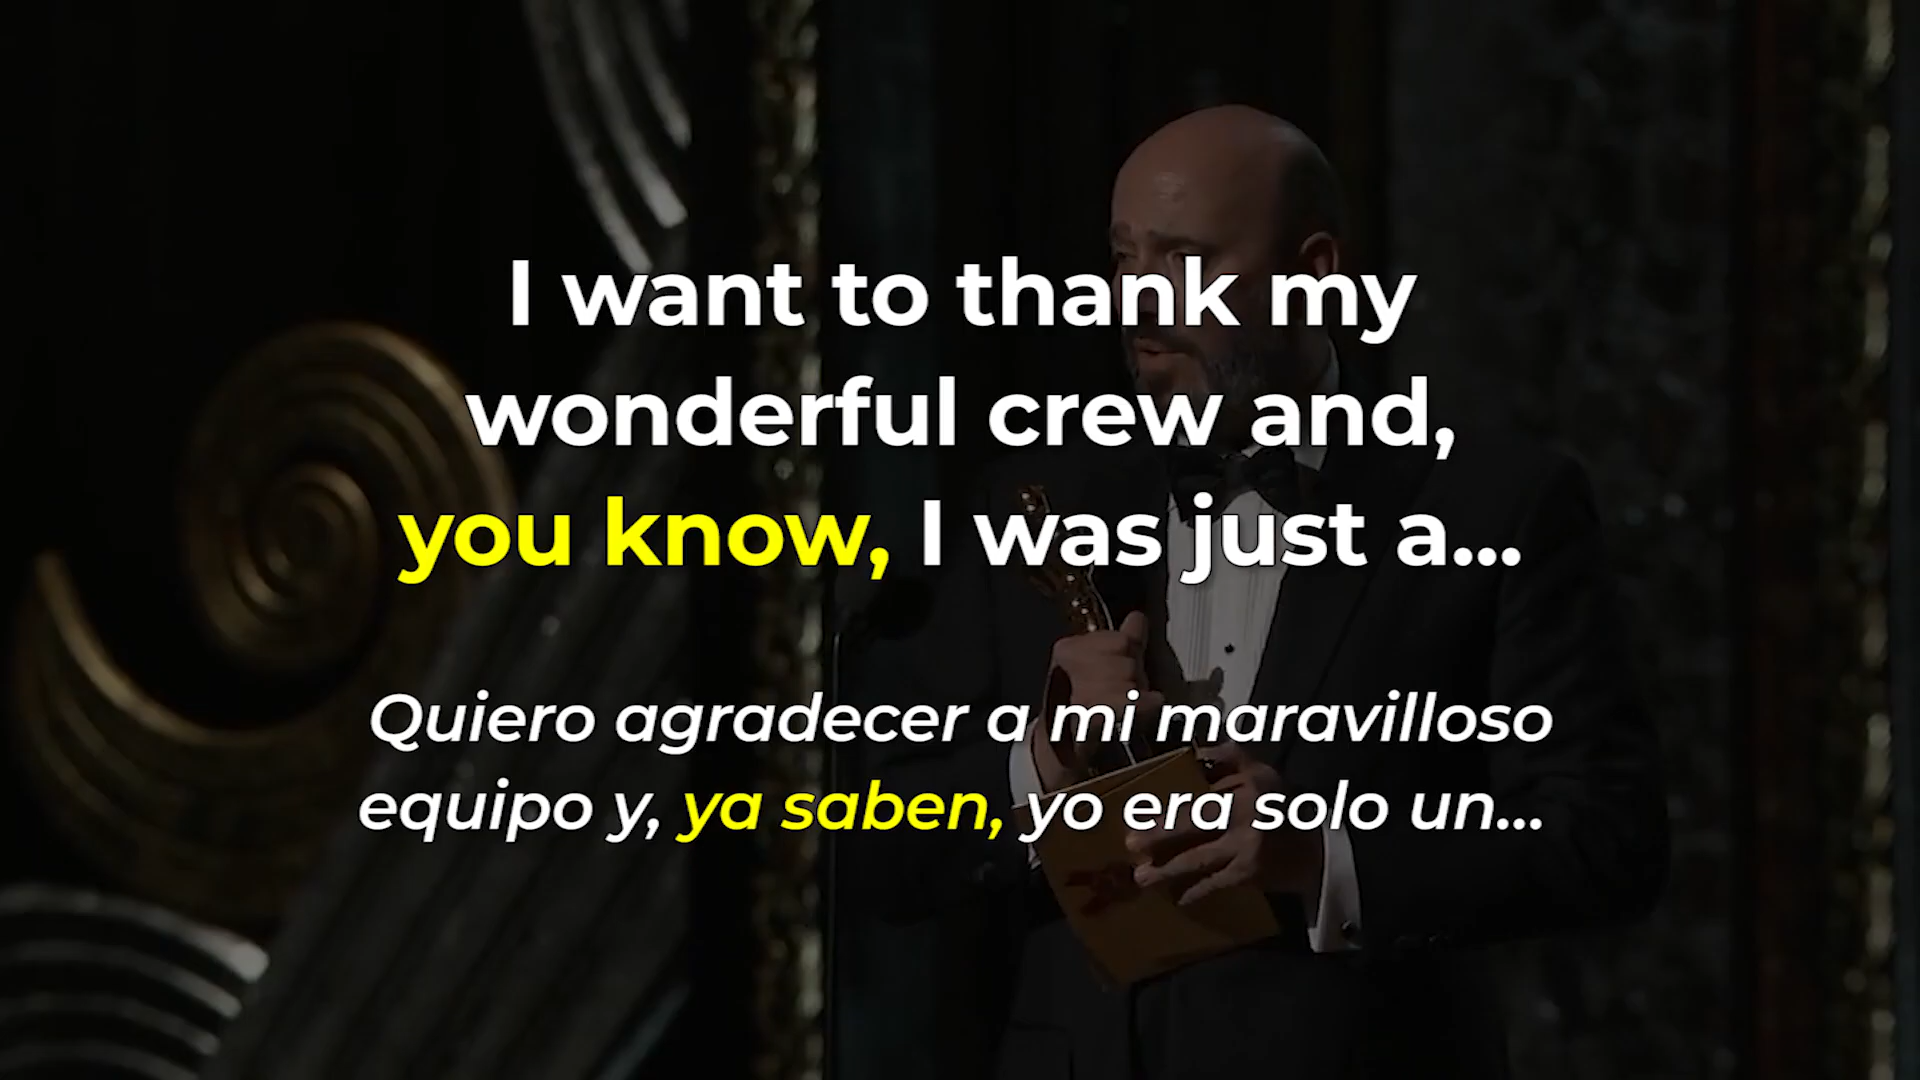 I want to thank my
wonderful crew and,
you know, I was just a...
Quiero agradecer a mi maravilloso
equipo y, ya saben, yo era solo un...